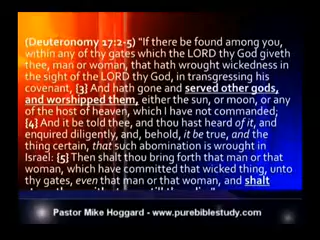 (Deuteronomy 17:2-5) "If there be found among you,
within any of thy gates which the LORD thy God giveth
thee, man or woman, that hath wrought wickedness in
the sight of the LORD thy God, in transgressing his
covenant, {3} And hath gone and served other gods,
and worshipped them, either the sun, or moon, or any
of the host of heaven, which I have not commanded;
{4} And it be told thee, and thou hast heard of it, and
enquired diligently, and, behold, it be true, and the
thing certain, that such abomination is wrought in
Israel: {5} Then shalt thou bring forth that man or that
woman, which have committed that wicked thing, unto
thy gates, even that man or that woman, and shalt
Pastor Mike Hoggard - www.purebiblestudy.com